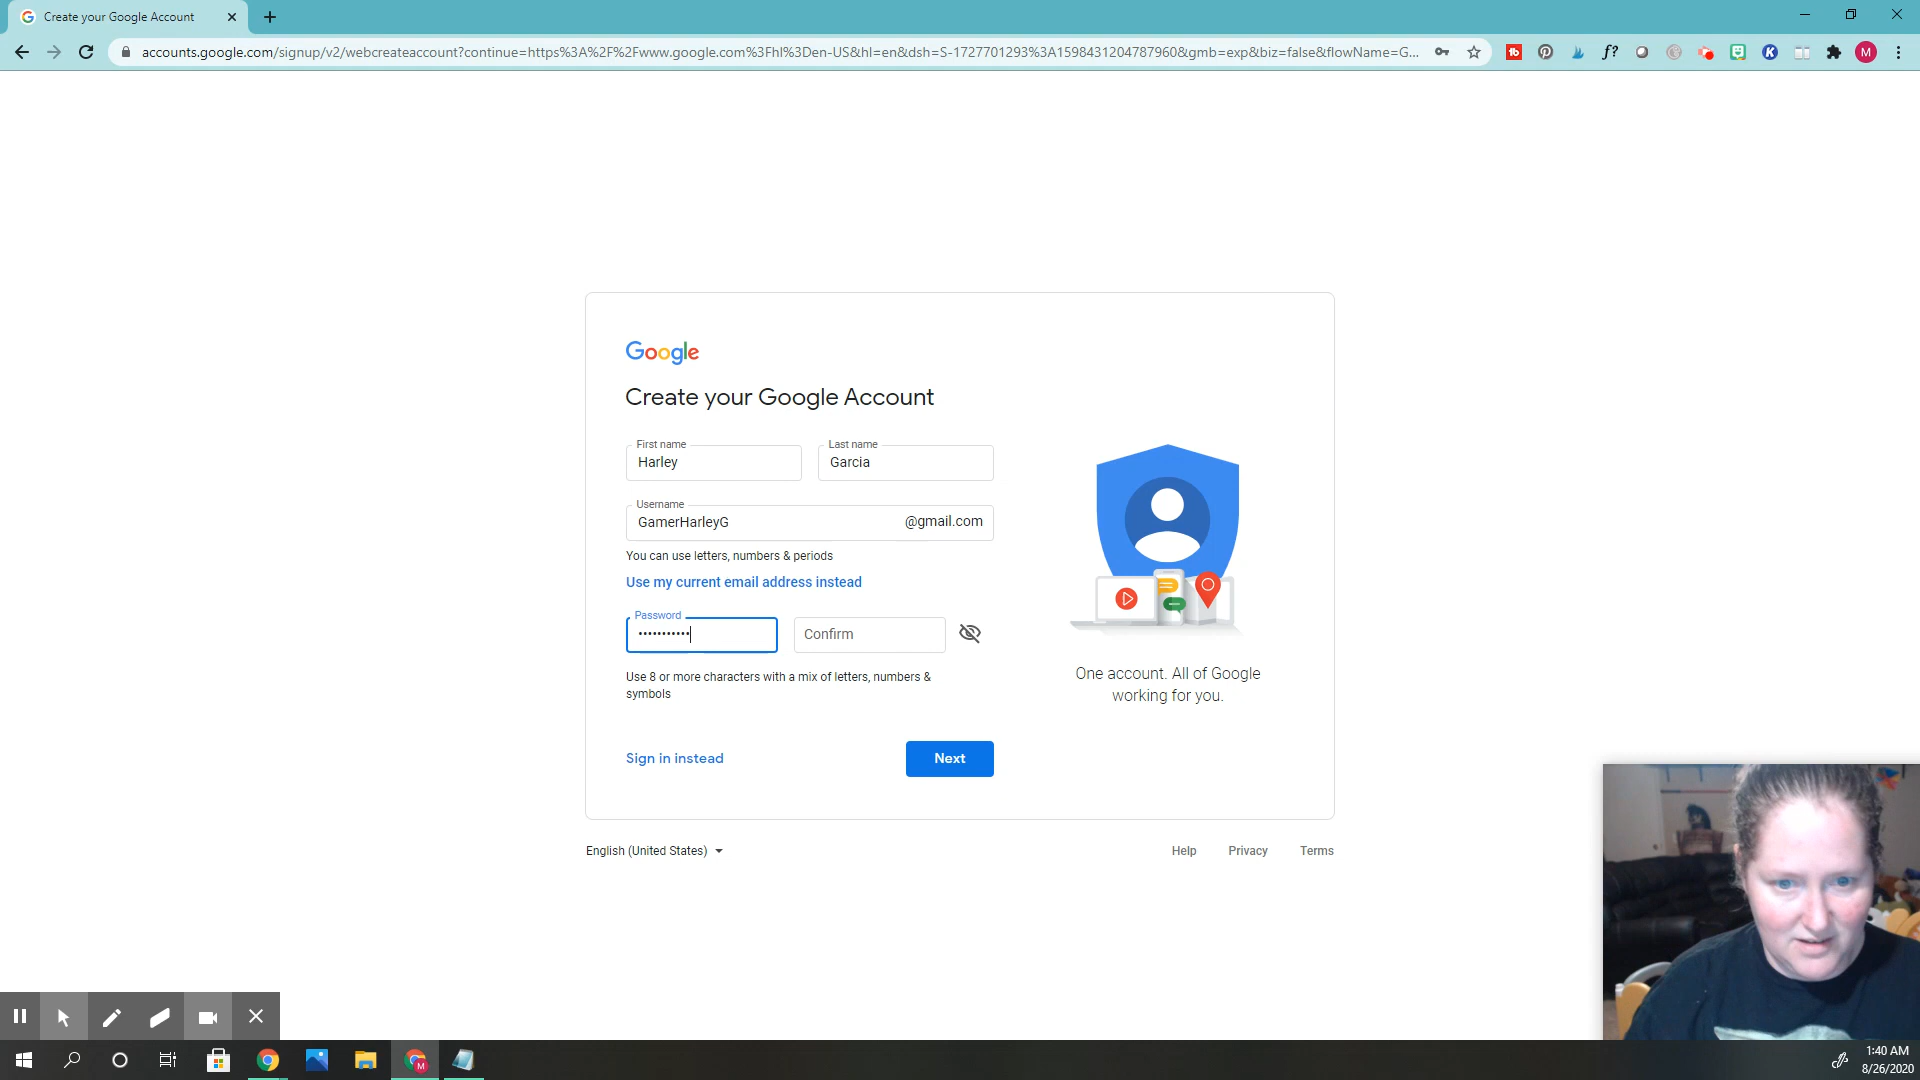 Create your Google Account
accounts.google.com/signup/v2/webcreateaccount?continue=https%3A%2F%2Fwww.google.com%3Fhl%3Den-US&hl=en&dsh=S-1727701293%3A1598431204787960&gmb=exp&biz=false&flowName=G...
Google
Create your Google Account
First name
Last name
Harley
Garcia
Username
GamerHarleyG
@gmail.com
You can use letters, numbers & periods
Use my current email address instead
Password
•••••••••••
Confirm
Use 8 or more characters with a mix of letters, numbers &
symbols
One account. All of Google
working for you.
Sign in instead
Next
English (United States)
Help
Privacy
Terms
1:40 AM
8/26/2020